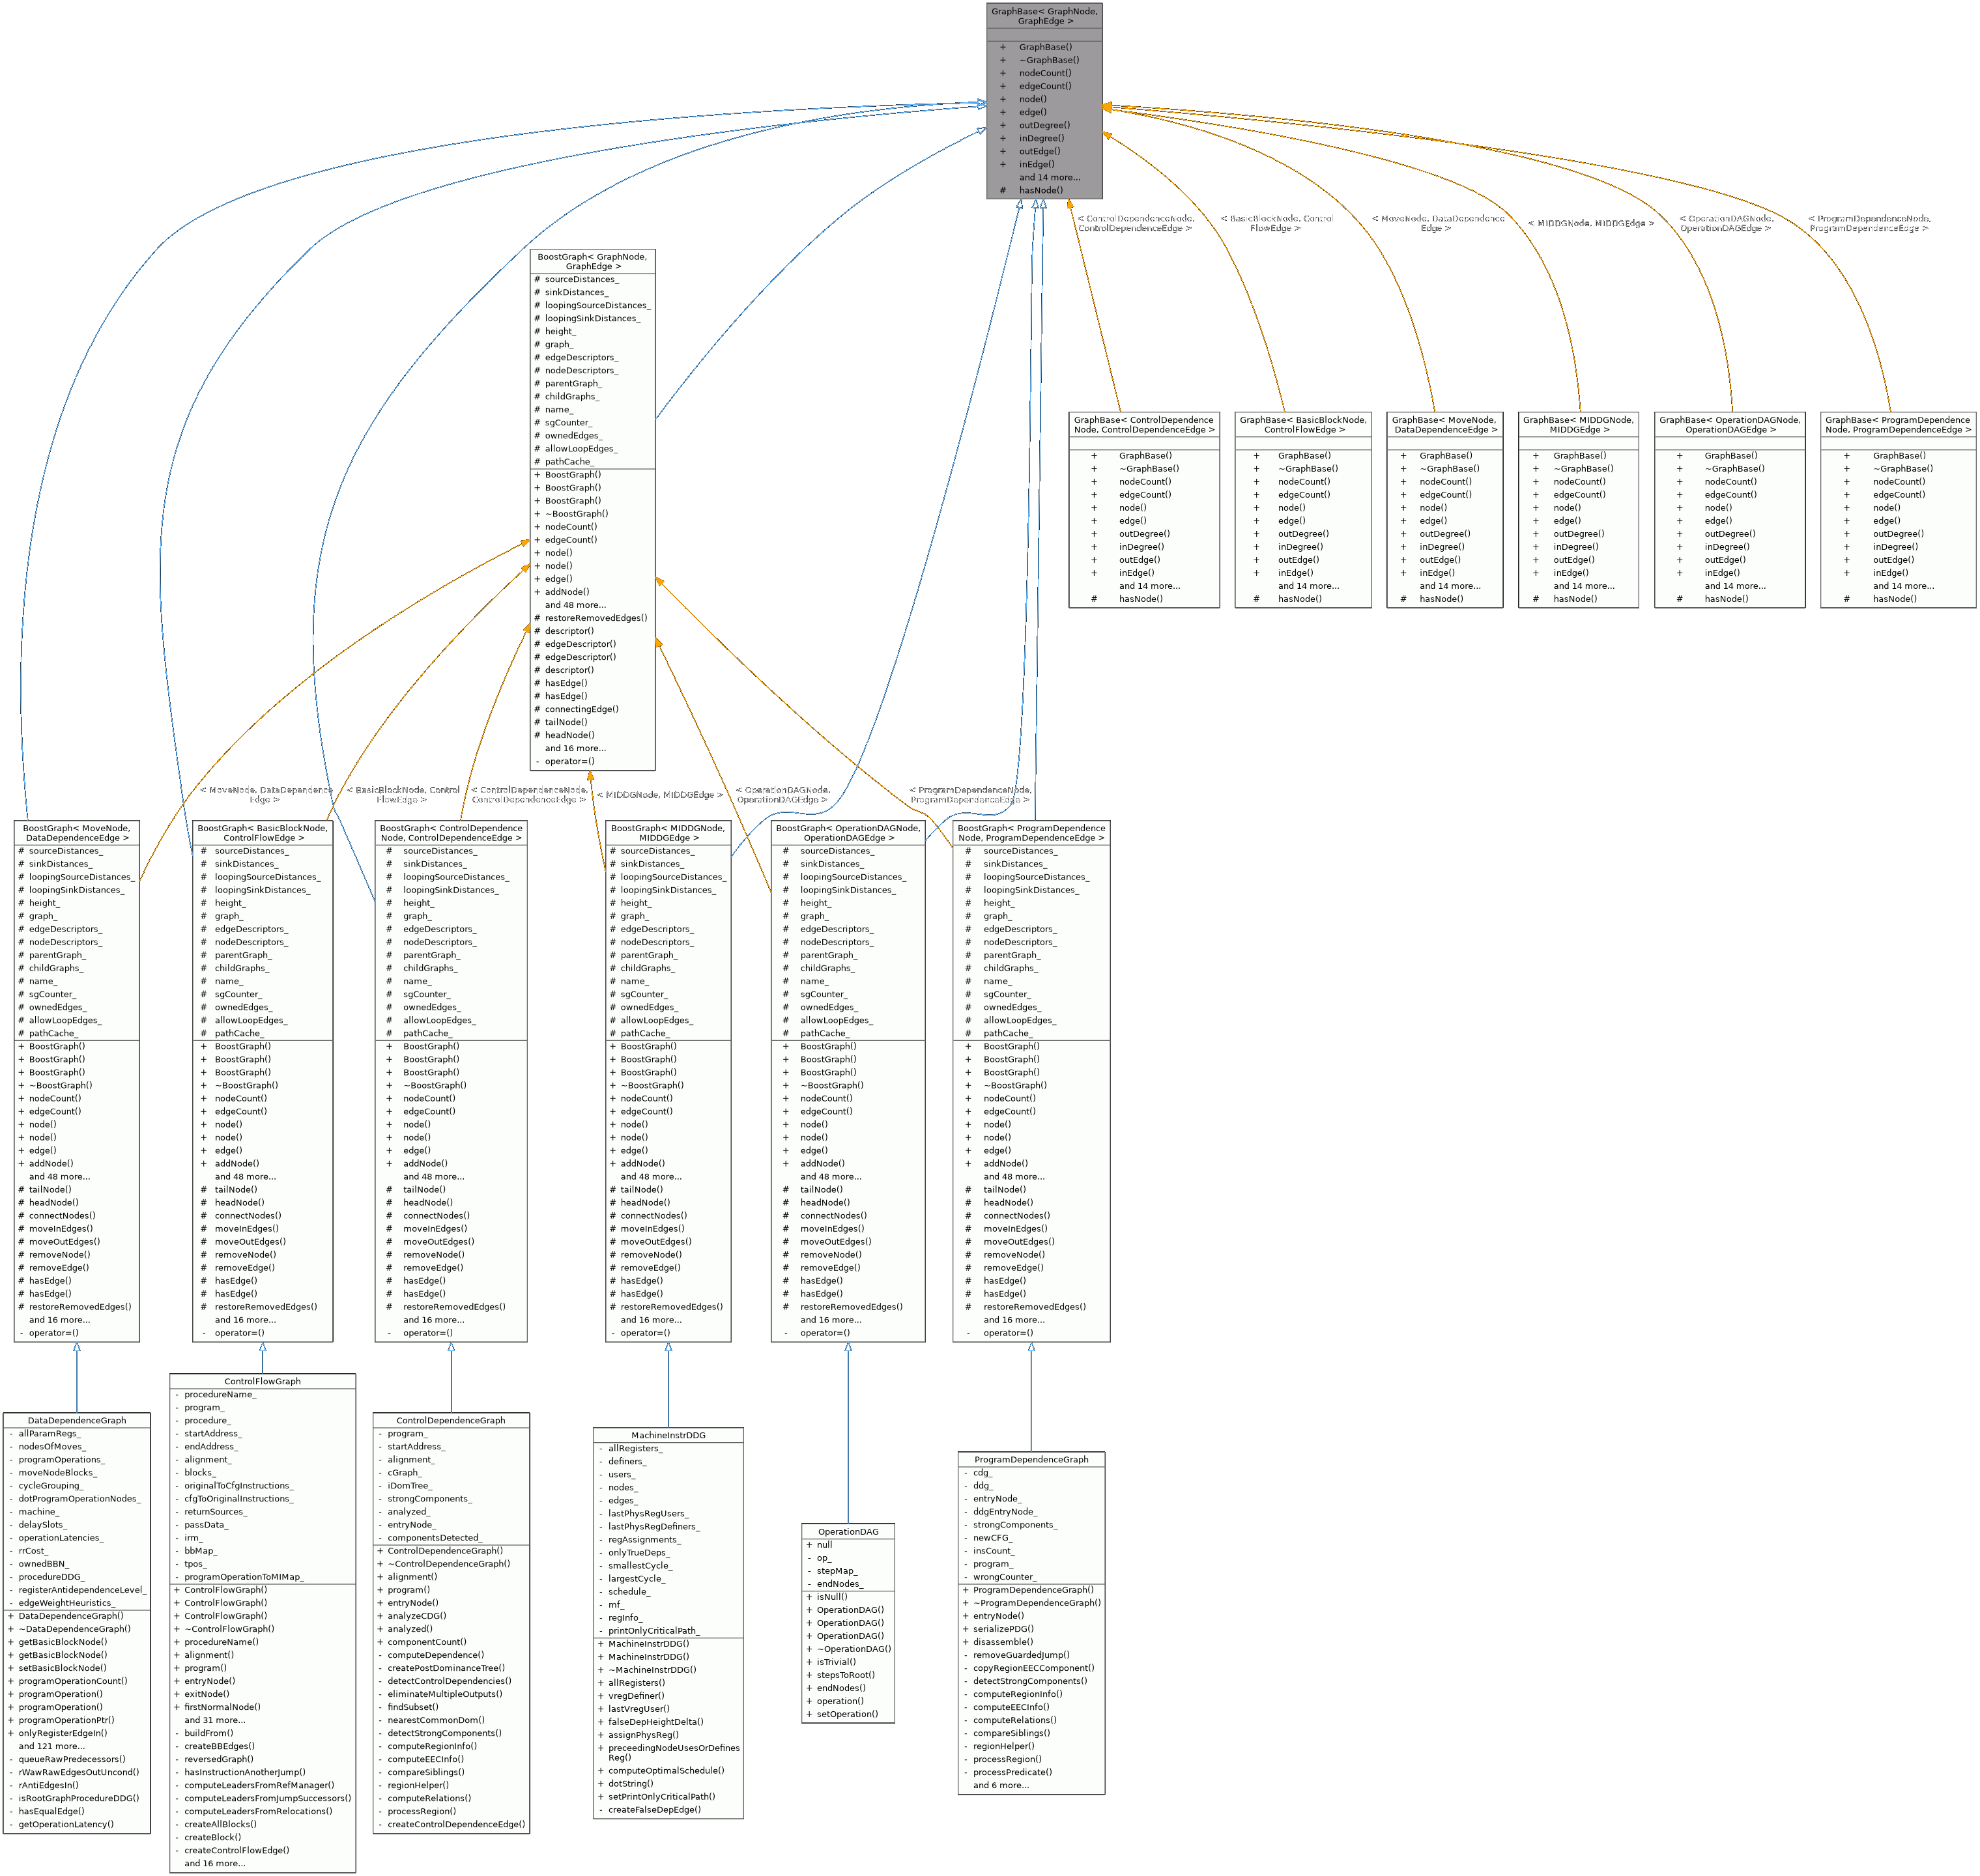 GraphBase< GraphNode,
GraphEdge >
+ GraphBase()
+ ~GraphBase()
+ nodeCount()
+ edgeCount()
+ node()
+ edge()
+ outDegree()
+ inDegree()
+ outEdge()
+ inEdge()
and 14 more...
# hasNode()
< ControlDependenceNode,
ControlDependenceEdge >
< BasicBlockNode, Control
FlowEdge >
< MoveNode, DataDependence
Edge >
< MIDDGNode, MIDDGEdge >
< OperationDAGNode,
OperationDAGEdge >
< ProgramDependenceNode,
ProgramDependenceEdge >
BoostGraph< GraphNode,
GraphEdge >
# sourceDistances_
# sinkDistances_
# loopingSourceDistances_
# loopingSinkDistances_
# height_
# graph_
# edgeDescriptors_
# nodeDescriptors_
# parentGraph_
# childGraphs_
# name_
# sgCounter_
# ownedEdges_
# allowLoopEdges_
# pathCache_
+ BoostGraph()
+ BoostGraph()
+ BoostGraph()
+ ~BoostGraph()
+ nodeCount()
+ edgeCount()
+ node()
+ node()
+ edge()
+ addNode()
and 48 more...
# restoreRemovedEdges()
# descriptor()
# edgeDescriptor()
# edgeDescriptor()
# descriptor()
# hasEdge()
# hasEdge()
# connectingEdge()
# tailNode()
# headNode()
and 16 more...
- operator=()
GraphBase< ControlDependence
Node, ControlDependenceEdge >
+ GraphBase()
+ ~GraphBase()
+ nodeCount()
+ edgeCount()
+ node()
+ edge()
+ outDegree()
+ inDegree()
+ outEdge()
+ inEdge()
and 14 more...
# hasNode()
GraphBase< BasicBlockNode,
ControlFlowEdge >
+ GraphBase()
+ ~GraphBase()
+ nodeCount()
+ edgeCount()
+ node()
+ edge()
+ outDegree()
+ inDegree()
+ outEdge()
+ inEdge()
and 14 more...
# hasNode()
GraphBase< MoveNode,
DataDependenceEdge >
+ GraphBase()
+ ~GraphBase()
+ nodeCount()
+ edgeCount()
+ node()
+ edge()
+ outDegree()
+ inDegree()
+ outEdge()
+ inEdge()
and 14 more...
# hasNode()
GraphBase< MIDDGNode,
MIDDGEdge >
+ GraphBase()
+ ~GraphBase()
+ nodeCount()
+ edgeCount()
+ node()
+ edge()
+ outDegree()
+ inDegree()
+ outEdge()
+ inEdge()
and 14 more...
# hasNode()
GraphBase< OperationDAGNode,
OperationDAGEdge >
+ GraphBase()
+ ~GraphBase()
+ nodeCount()
+ edgeCount()
+ node()
+ edge()
+ outDegree()
+ inDegree()
+ outEdge()
+ inEdge()
and 14 more...
# hasNode()
GraphBase< ProgramDependence
Node, ProgramDependenceEdge >
+ GraphBase()
+ ~GraphBase()
+ nodeCount()
+ edgeCount()
+ node()
+ edge()
+ outDegree()
+ inDegree()
+ outEdge()
+ inEdge()
and 14 more...
# hasNode()
< MoveNode, DataDependence
Edge >
< BasicBlockNode, Control
FlowEdge >
< ControlDependenceNode,
ControlDependenceEdge >
< MIDDGNode, MIDDGEdge >
< OperationDAGNode,
OperationDAGEdge >
< ProgramDependenceNode,
ProgramDependenceEdge >
BoostGraph< MoveNode,
DataDependenceEdge >
# sourceDistances_
# sinkDistances_
# loopingSourceDistances_
# loopingSinkDistances_
# height_
# graph_
# edgeDescriptors_
# nodeDescriptors_
# parentGraph_
# childGraphs_
# name_
# sgCounter_
# ownedEdges_
# allowLoopEdges_
# pathCache_
+ BoostGraph()
+ BoostGraph()
+ BoostGraph()
+ ~BoostGraph()
+ nodeCount()
+ edgeCount()
+ node()
+ node()
+ edge()
+ addNode()
and 48 more...
# tailNode()
# headNode()
# connectNodes()
# moveInEdges()
# moveOutEdges()
# removeNode()
# removeEdge()
# hasEdge()
# hasEdge()
# restoreRemovedEdges()
and 16 more...
- operator=()
BoostGraph< BasicBlockNode,
ControlFlowEdge >
# sourceDistances_
# sinkDistances_
# loopingSourceDistances_
# loopingSinkDistances_
# height_
# graph_
# edgeDescriptors_
# nodeDescriptors_
# parentGraph_
# childGraphs_
# name_
# sgCounter_
# ownedEdges_
# allowLoopEdges_
# pathCache_
+ BoostGraph()
+ BoostGraph()
+ BoostGraph()
+ ~BoostGraph()
+ nodeCount()
+ edgeCount()
+ node()
+ node()
+ edge()
+ addNode()
and 48 more...
# tailNode()
# headNode()
# connectNodes()
# moveInEdges()
# moveOutEdges()
# removeNode()
# removeEdge()
# hasEdge()
# hasEdge()
# restoreRemovedEdges()
and 16 more...
- operator=()
BoostGraph< ControlDependence
Node, ControlDependenceEdge >
# sourceDistances_
# sinkDistances_
# loopingSourceDistances_
# loopingSinkDistances_
# height_
# graph_
# edgeDescriptors_
# nodeDescriptors_
# parentGraph_
# childGraphs_
# name_
# sgCounter_
# ownedEdges_
# allowLoopEdges_
# pathCache_
+ BoostGraph()
+ BoostGraph()
+ BoostGraph()
+ ~BoostGraph()
+ nodeCount()
+ edgeCount()
+ node()
+ node()
+ edge()
+ addNode()
and 48 more...
# tailNode()
# headNode()
# connectNodes()
# moveInEdges()
# moveOutEdges()
# removeNode()
# removeEdge()
# hasEdge()
# hasEdge()
# restoreRemovedEdges()
and 16 more...
- operator=()
BoostGraph< MIDDGNode,
MIDDGEdge >
# sourceDistances_
# sinkDistances_
# loopingSourceDistances_
# loopingSinkDistances_
# height_
# graph_
# edgeDescriptors_
# nodeDescriptors_
# parentGraph_
# childGraphs_
# name_
# sgCounter_
# ownedEdges_
# allowLoopEdges_
# pathCache_
+ BoostGraph()
+ BoostGraph()
+ BoostGraph()
+ ~BoostGraph()
+ nodeCount()
+ edgeCount()
+ node()
+ node()
+ edge()
+ addNode()
and 48 more...
# tailNode()
# headNode()
# connectNodes()
# moveInEdges()
# moveOutEdges()
# removeNode()
# removeEdge()
# hasEdge()
# hasEdge()
# restoreRemovedEdges()
and 16 more...
- operator=()
BoostGraph< OperationDAGNode,
OperationDAGEdge >
# sourceDistances_
# sinkDistances_
# loopingSourceDistances_
# loopingSinkDistances_
# height_
# graph_
# edgeDescriptors_
# nodeDescriptors_
# parentGraph_
# childGraphs_
# name_
# sgCounter_
# ownedEdges_
# allowLoopEdges_
# pathCache_
+ BoostGraph()
+ BoostGraph()
+ BoostGraph()
+ ~BoostGraph()
+ nodeCount()
+ edgeCount()
+ node()
+ node()
+ edge()
+ addNode()
and 48 more...
# tailNode()
# headNode()
# connectNodes()
# moveInEdges()
# moveOutEdges()
# removeNode()
# removeEdge()
# hasEdge()
# hasEdge()
# restoreRemovedEdges()
and 16 more...
- operator=()
BoostGraph< ProgramDependence
Node, ProgramDependenceEdge >
# sourceDistances_
# sinkDistances_
# loopingSourceDistances_
# loopingSinkDistances_
# height_
# graph_
# edgeDescriptors_
# nodeDescriptors_
# parentGraph_
# childGraphs_
# name_
# sgCounter_
# ownedEdges_
# allowLoopEdges_
# pathCache_
+ BoostGraph()
+ BoostGraph()
+ BoostGraph()
+ ~BoostGraph()
+ nodeCount()
+ edgeCount()
+ node()
+ node()
+ edge()
+ addNode()
and 48 more...
# tailNode()
# headNode()
# connectNodes()
# moveInEdges()
# moveOutEdges()
# removeNode()
# removeEdge()
# hasEdge()
# hasEdge()
# restoreRemovedEdges()
and 16 more...
- operator=()
DataDependenceGraph
- allParamRegs_
- nodesOfMoves_
- programOperations_
- moveNodeBlocks_
- cycleGrouping_
- dotProgramOperationNodes_
- machine_
- delaySlots_
- operationLatencies_
- rrCost_
- ownedBBN_
- procedureDDG_
- registerAntidependenceLevel_
- edgeWeightHeuristics_
+ DataDependenceGraph()
+ ~DataDependenceGraph()
+ getBasicBlockNode()
+ getBasicBlockNode()
+ setBasicBlockNode()
+ programOperationCount()
+ programOperation()
+ programOperation()
+ programOperationPtr()
+ onlyRegisterEdgeIn()
and 121 more...
- queueRawPredecessors()
- rWawRawEdgesOutUncond()
- rAntiEdgesIn()
- isRootGraphProcedureDDG()
- hasEqualEdge()
- getOperationLatency()
ControlFlowGraph
- procedureName_
- program_
- procedure_
- startAddress_
- endAddress_
- alignment_
- blocks_
- originalToCfgInstructions_
- cfgToOriginalInstructions_
- returnSources_
- passData_
- irm_
- bbMap_
- tpos_
- programOperationToMIMap_
+ ControlFlowGraph()
+ ControlFlowGraph()
+ ControlFlowGraph()
+ ~ControlFlowGraph()
+ procedureName()
+ alignment()
+ program()
+ entryNode()
+ exitNode()
+ firstNormalNode()
and 31 more...
- buildFrom()
- createBBEdges()
- reversedGraph()
- hasInstructionAnotherJump()
- computeLeadersFromRefManager()
- computeLeadersFromJumpSuccessors()
- computeLeadersFromRelocations()
- createAllBlocks()
- createBlock()
- createControlFlowEdge()
and 16 more...
ControlDependenceGraph
- program_
- startAddress_
- alignment_
- cGraph_
- iDomTree_
- strongComponents_
- analyzed_
- entryNode_
- componentsDetected_
+ ControlDependenceGraph()
+ ~ControlDependenceGraph()
+ alignment()
+ program()
+ entryNode()
+ analyzeCDG()
+ analyzed()
+ componentCount()
- computeDependence()
- createPostDominanceTree()
- detectControlDependencies()
- eliminateMultipleOutputs()
- findSubset()
- nearestCommonDom()
- detectStrongComponents()
- computeRegionInfo()
- computeEECInfo()
- compareSiblings()
- regionHelper()
- computeRelations()
- processRegion()
- createControlDependenceEdge()
MachineInstrDDG
- allRegisters_
- definers_
- users_
- nodes_
- edges_
- lastPhysRegUsers_
- lastPhysRegDefiners_
- regAssignments_
- onlyTrueDeps_
- smallestCycle_
- largestCycle_
- schedule_
- mf_
- regInfo_
- printOnlyCriticalPath_
+ MachineInstrDDG()
+ MachineInstrDDG()
+ ~MachineInstrDDG()
+ allRegisters()
+ vregDefiner()
+ lastVregUser()
+ falseDepHeightDelta()
+ assignPhysReg()
+ preceedingNodeUsesOrDefines
Reg()
+ computeOptimalSchedule()
+ dotString()
+ setPrintOnlyCriticalPath()
- createFalseDepEdge()
OperationDAG
+ null
- op_
- stepMap_
- endNodes_
+ isNull()
+ OperationDAG()
+ OperationDAG()
+ OperationDAG()
+ ~OperationDAG()
+ isTrivial()
+ stepsToRoot()
+ endNodes()
+ operation()
+ setOperation()
ProgramDependenceGraph
- cdg_
- ddg_
- entryNode_
- ddgEntryNode_
- strongComponents_
- newCFG_
- insCount_
- program_
- wrongCounter_
+ ProgramDependenceGraph()
+ ~ProgramDependenceGraph()
+ entryNode()
+ serializePDG()
+ disassemble()
- removeGuardedJump()
- copyRegionEECComponent()
- detectStrongComponents()
- computeRegionInfo()
- computeEECInfo()
- computeRelations()
- compareSiblings()
- regionHelper()
- processRegion()
- processPredicate()
and 6 more...